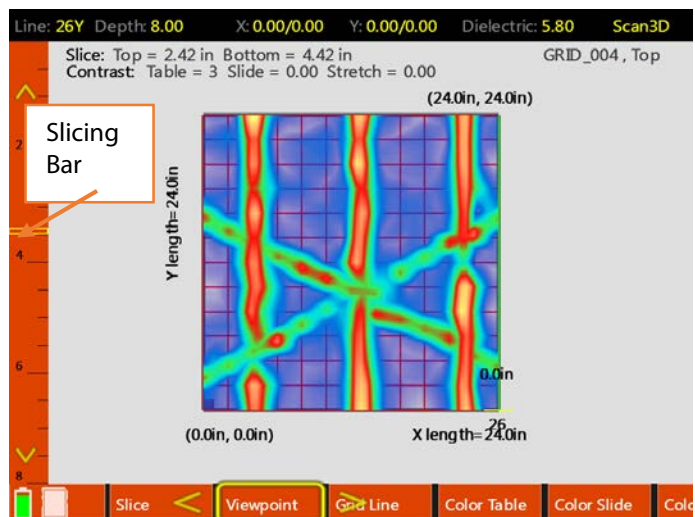 Line: 26Y Depth: 8.00 X: 0.00/0.00 Y: 0.00/0.00 Dielectric: 5.80 Scan3D
Slice: Top = 2.42 in Bottom = 4.42 in GRID_004 , Top
Contrast: Table = 3 Slide = 0.00 Stretch = 0.00
(24.0in, 24.0in)
Slicing
Bar
2
4
6
8
Y length= 24.0in
0.0in
26
(0.0in, 0.0in) X length= 24.0in
Slice < Viewpoint > Grid Line Color Table Color Slide Colo